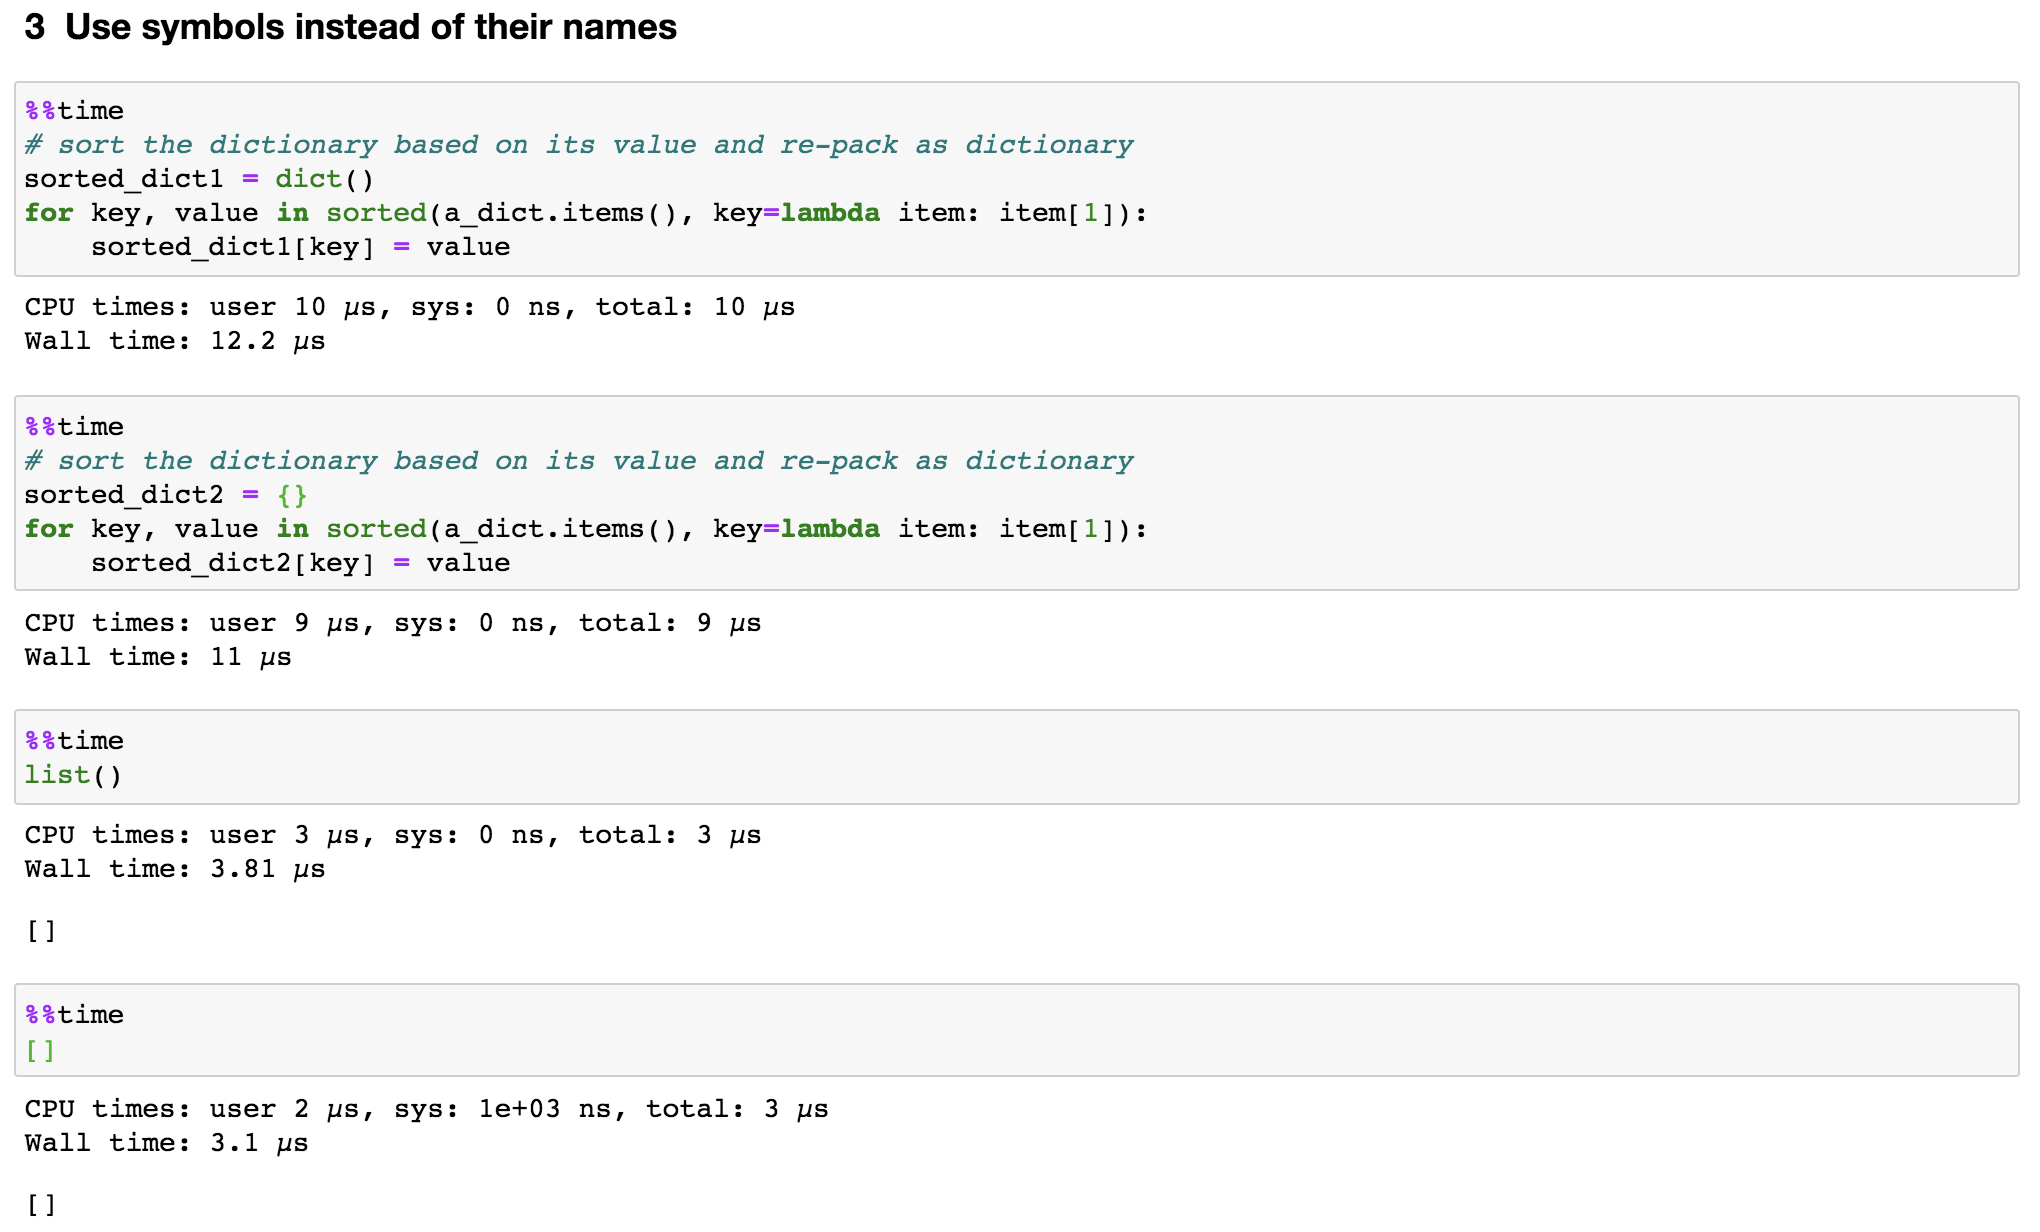 3 Use symbols instead of their names
%%time
# sort the dictionary based on its value and re-pack as dictionary
sorted_dict1 = dict()
for key, value in sorted(a_dict.items(), key=lambda item: item[1]):
    sorted_dict1[key] = value
CPU times: user 10 µs, sys: 0 ns, total: 10 µs
Wall time: 12.2 µs
%%time
# sort the dictionary based on its value and re-pack as dictionary
sorted_dict2 = {}
for key, value in sorted(a_dict.items(), key=lambda item: item[1]):
    sorted_dict2[key] = value
CPU times: user 9 µs, sys: 0 ns, total: 9 µs
Wall time: 11 µs
%%time
list()
CPU times: user 3 µs, sys: 0 ns, total: 3 µs
Wall time: 3.81 µs
[]
%%time
[]
CPU times: user 2 µs, sys: 1e+03 ns, total: 3 µs
Wall time: 3.1 µs
[]